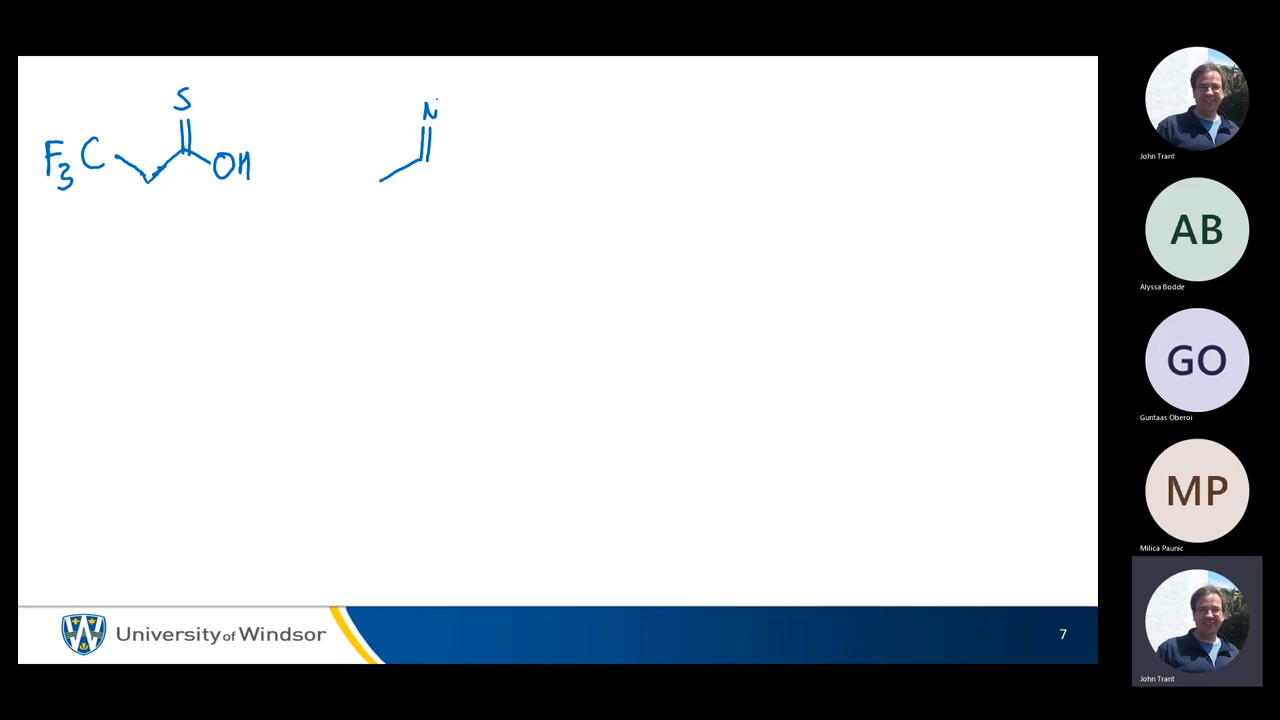 S
N
F3C
OH
John Trant
AB
Alyssa Bodde
GO
Guntaas Oberoi
MP
Milica Paunic
University of Windsor
7
John Trant